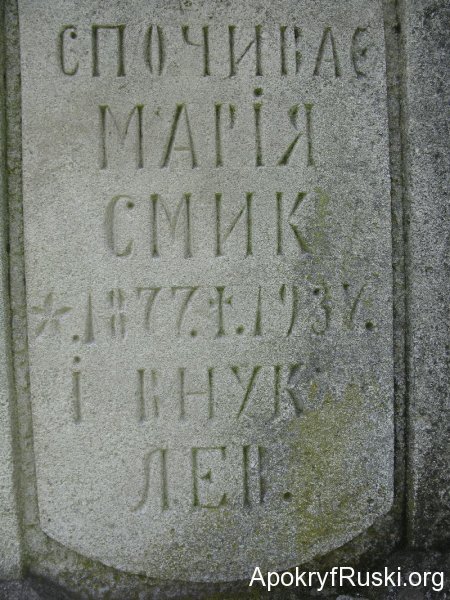 СПОЧИВАЄ
МАРІЯ
СМИК
*.1877.†.1937.
І ВНУК
ЛЕВ.
ApokryfRuski.org